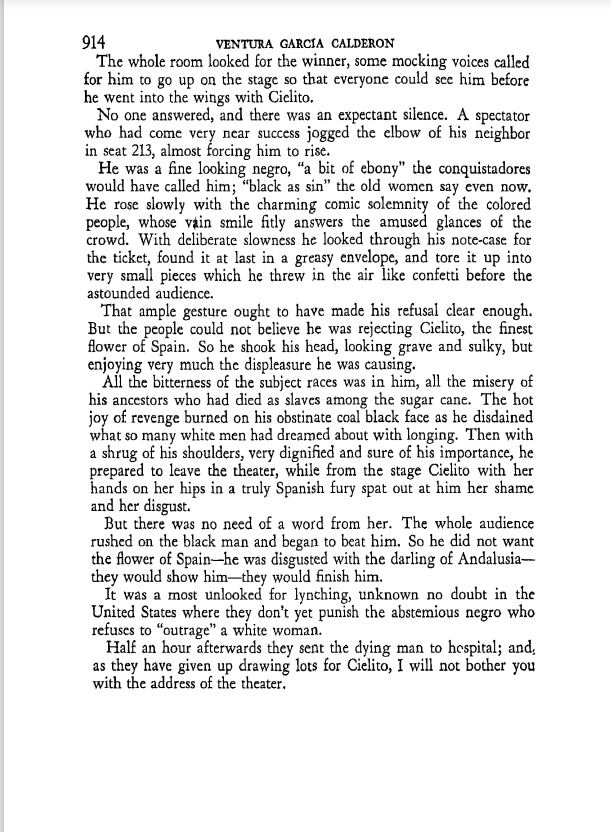 914
VENTURA GARCIA CALDERON
The whole room looked for the winner, some mocking voices called
for him to go up on the stage so that everyone could see him before
he went into the wings with Cielito.
No one answered, and there was an expectant silence. A spectator
who had come very near success jogged the elbow of his neighbor
in seat 213, almost forcing him to rise.
He was a fine looking negro, “a bit of ebony” the conquistadores
would have called him; “black as sin” the old women say even now.
He rose slowly with the charming comic solemnity of the colored
people, whose vain smile fitly answers the amused glances of the
crowd. With deliberate slowness he looked through his note-case for
the ticket, found it at last in a greasy envelope, and tore it up into
very small pieces which he threw in the air like confetti before the
astounded audience.
That ample gesture ought to have made his refusal clear enough.
But the people could not believe he was rejecting Cielito, the finest
flower of Spain. So he shook his head, looking grave and sulky, but
enjoying very much the displeasure he was causing.
All the bitterness of the subject races was in him, all the misery of
his ancestors who had died as slaves among the sugar cane. The hot
joy of revenge burned on his obstinate coal black face as he disdained
what so many white men had dreamed about with longing. Then with
a shrug of his shoulders, very dignified and sure of his importance, he
prepared to leave the theater, while from the stage Cielito with her
hands on her hips in a truly Spanish fury spat out at him her shame
and her disgust.
But there was no need of a word from her. The whole audience
rushed on the black man and began to beat him. So he did not want
the flower of Spain—he was disgusted with the darling of Andalusia—
they would show him—they would finish him.
It was a most unlooked for lynching, unknown no doubt in the
United States where they don't yet punish the abstemious negro who
refuses to “outrage” a white woman.
Half an hour afterwards they sent the dying man to hospital; and,
as they have given up drawing lots for Cielito, I will not bother you
with the address of the theater.